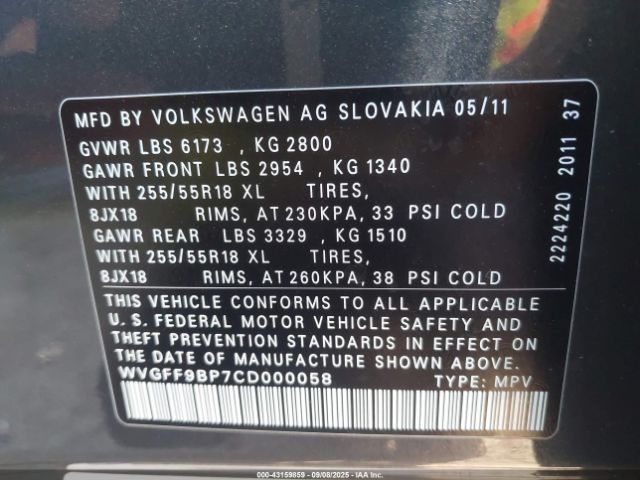 MFD BY VOLKSWAGEN AG SLOVAKIA 05/11
GVWR LBS 6173 , KG 2800
GAWR FRONT LBS 2954 , KG 1340
WITH 255/55R18 XL TIRES,
8JX18 RIMS, AT 230KPA, 33 PSI COLD
GAWR REAR LBS 3329 , KG 1510
WITH 255/55R18 XL TIRES,
8JX18 RIMS, AT 260KPA, 38 PSI COLD
THIS VEHICLE CONFORMS TO ALL APPLICABLE
U. S. FEDERAL MOTOR VEHICLE SAFETY AND
THEFT PREVENTION STANDARDS IN EFFECT ON
THE DATE OF MANUFACTURE SHOWN ABOVE.
WVGFF9BP7CD000058 TYPE: MPV
2224220 2011 37
000-43159859 - 09/08/2025 - IAA Inc.